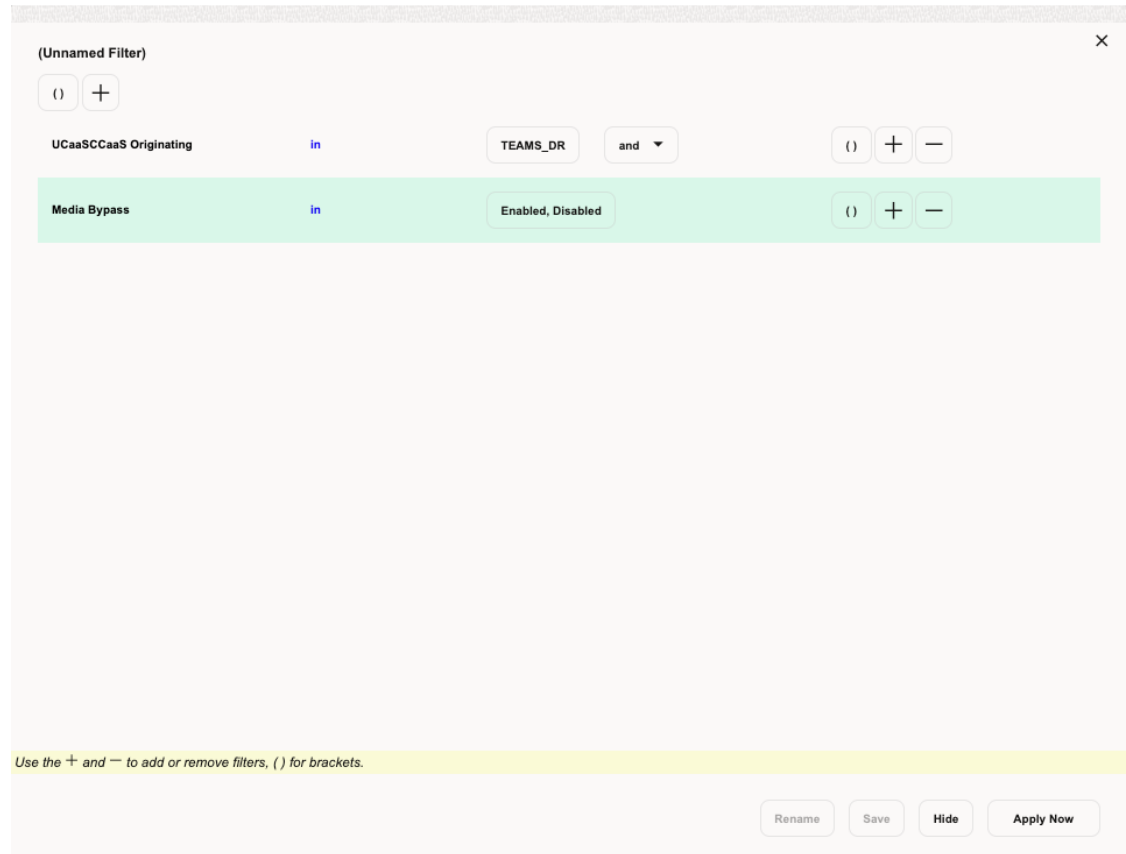 (Unnamed Filter)
( ) +
UCaaSCCaaS Originating in TEAMS_DR and ( ) + −
Media Bypass in Enabled, Disabled ( ) + −
Use the + and − to add or remove filters, ( ) for brackets.
Rename Save Hide Apply Now